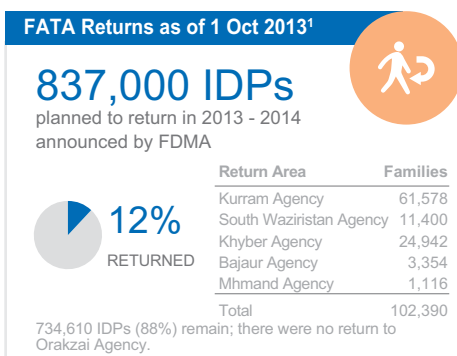 FATA Returns as of 1 Oct 2013¹
837,000 IDPs
planned to return in 2013 - 2014
announced by FDMA
Return Area Families
Kurram Agency 61,578
South Waziristan Agency 11,400
Khyber Agency 24,942
Bajaur Agency 3,354
Mhmand Agency 1,116
Total 102,390
12%
RETURNED
734,610 IDPs (88%) remain; there were no return to
Orakzai Agency.